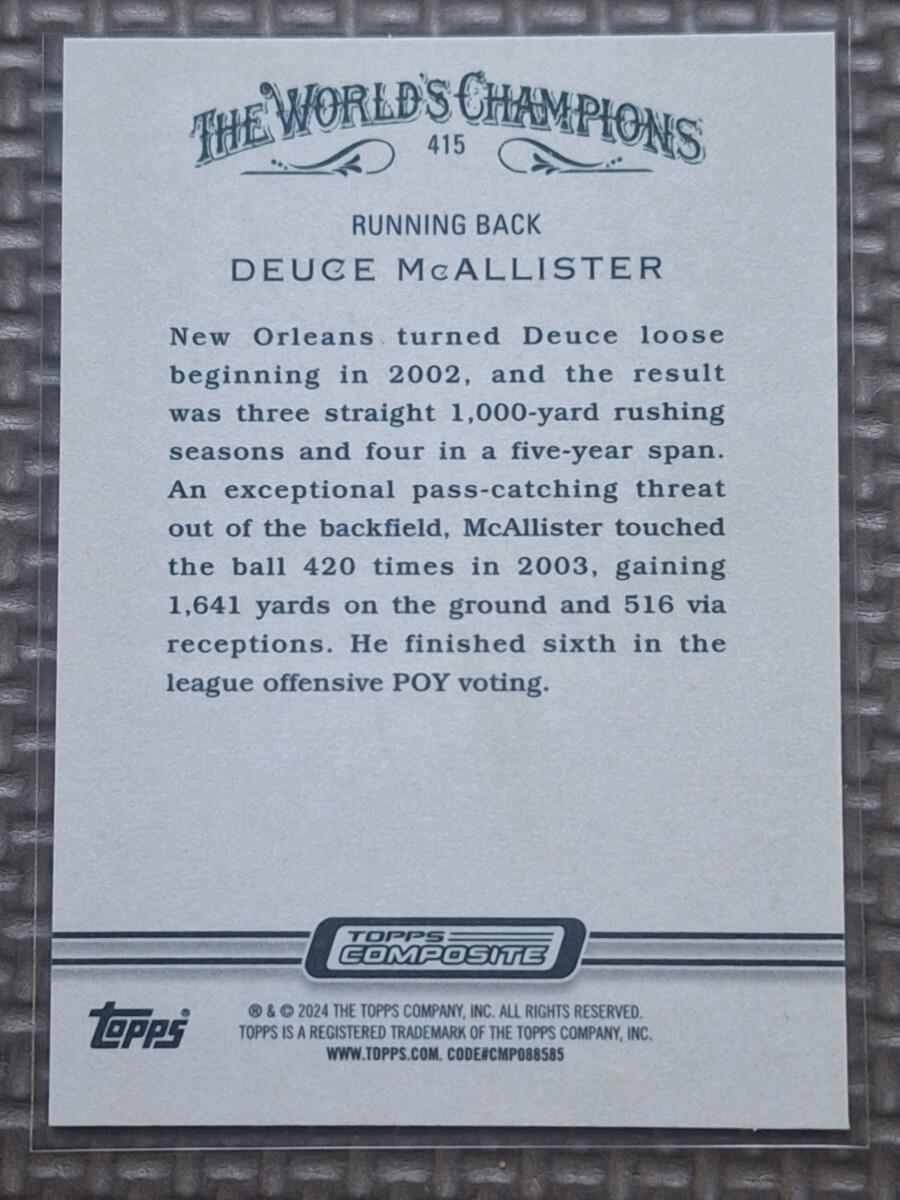 THE WORLD'S CHAMPIONS
415
RUNNING BACK
DEUCE McALLISTER
New Orleans turned Deuce loose
beginning in 2002, and the result
was three straight 1,000-yard rushing
seasons and four in a five-year span.
An exceptional pass-catching threat
out of the backfield, McAllister touched
the ball 420 times in 2003, gaining
1,641 yards on the ground and 516 via
receptions. He finished sixth in the
league offensive POY voting.
TOPPS
COMPOSITE
topps®
® & © 2024 THE TOPPS COMPANY, INC. ALL RIGHTS RESERVED.
TOPPS IS A REGISTERED TRADEMARK OF THE TOPPS COMPANY, INC.
WWW.TOPPS.COM. CODE#CMP088585